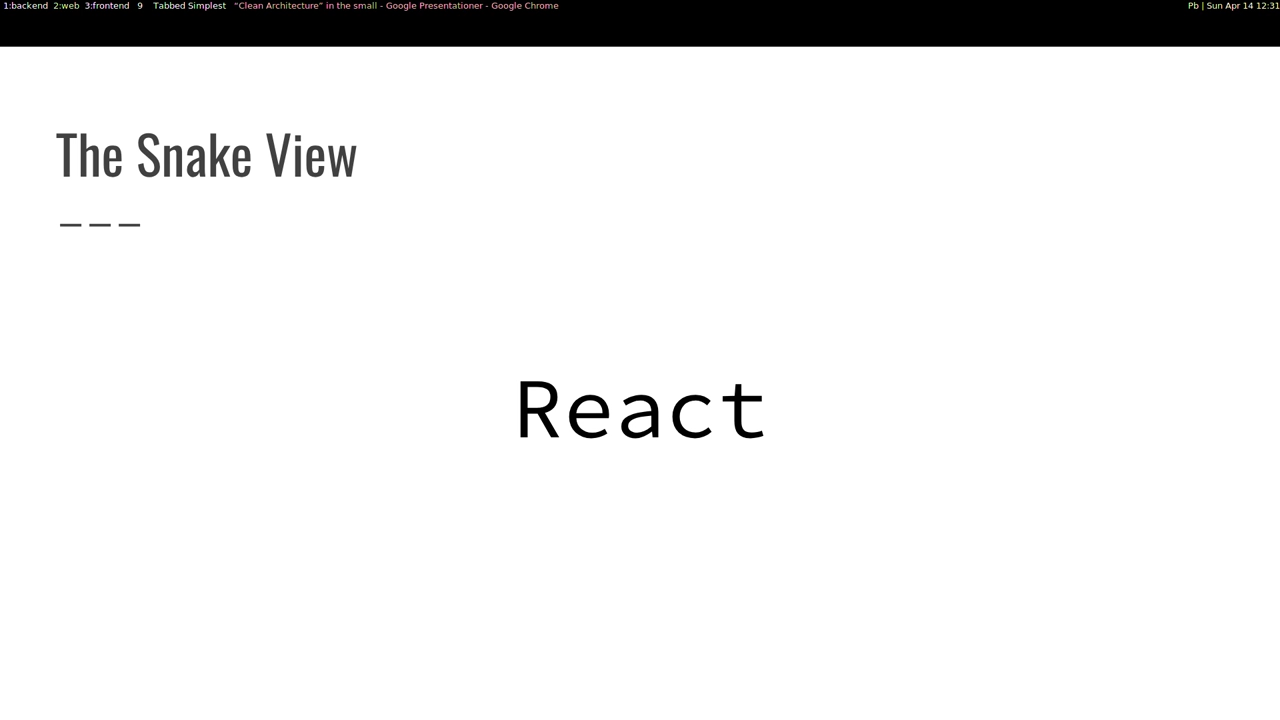 1:backend 2:web 3:frontend 9 Tabbed Simplest "Clean Architecture" in the small - Google Presentationer - Google Chrome Pb | Sun Apr 14 12:31
The Snake View
React